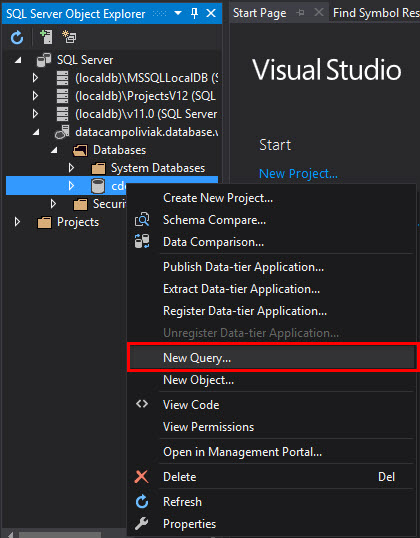 SQL Server Object Explorer
Start Page
Find Symbol Res
SQL Server
(localdb)\MSSQLLocalDB (S
(localdb)\ProjectsV12 (SQL
(localdb)\v11.0 (SQL Server
datacampoliviak.database.
Databases
System Databases
Securi
Projects
Visual Studio
Start
New Project...
Create New Project...
Schema Compare...
Data Comparison...
Publish Data-tier Application...
Extract Data-tier Application...
Register Data-tier Application...
Unregister Data-tier Application...
New Query...
New Object...
View Code
View Permissions
Open in Management Portal...
Delete Del
Refresh
Properties